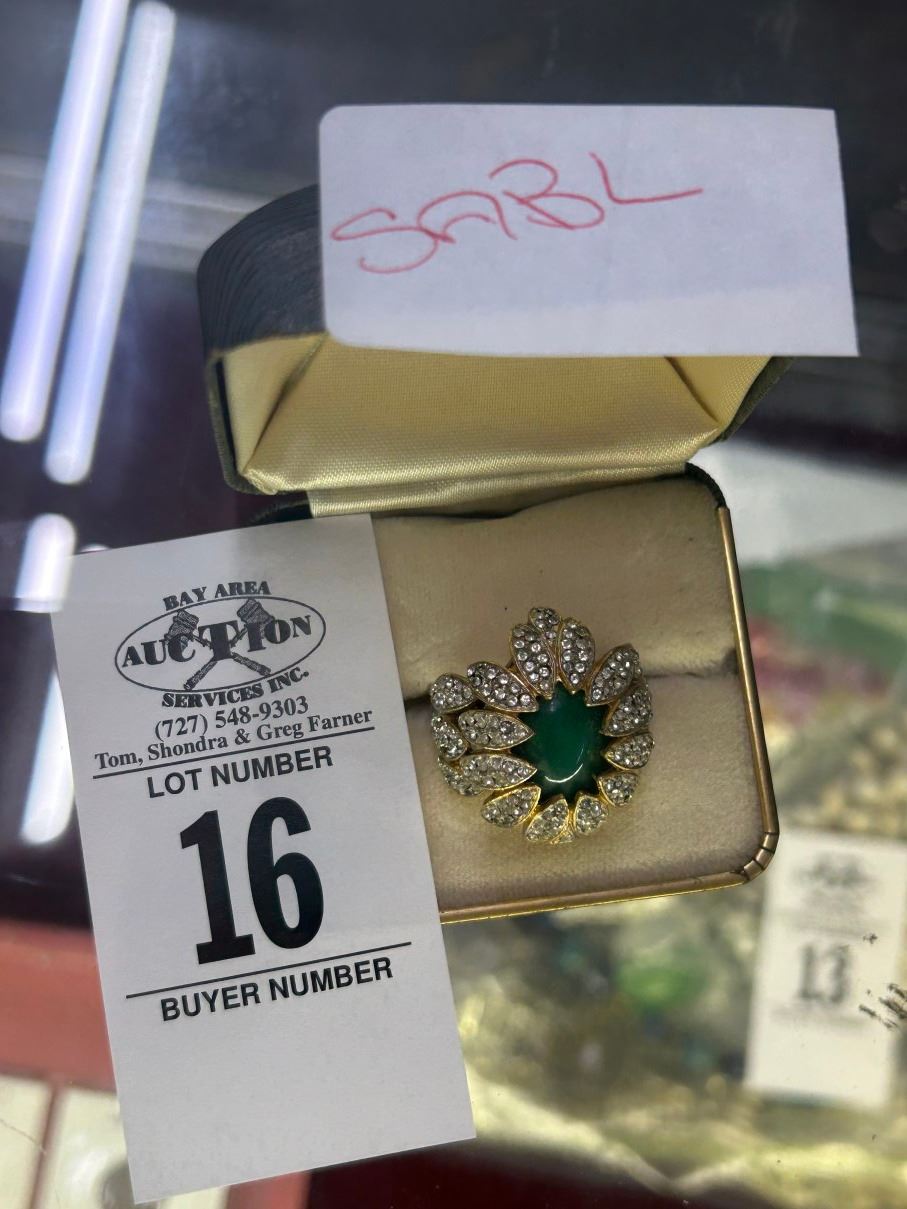 SABL
BAY AREA
AUCTION
SERVICES INC.
(727) 548-9303
Tom, Shondra & Greg Farner
LOT NUMBER
16
BUYER NUMBER
13